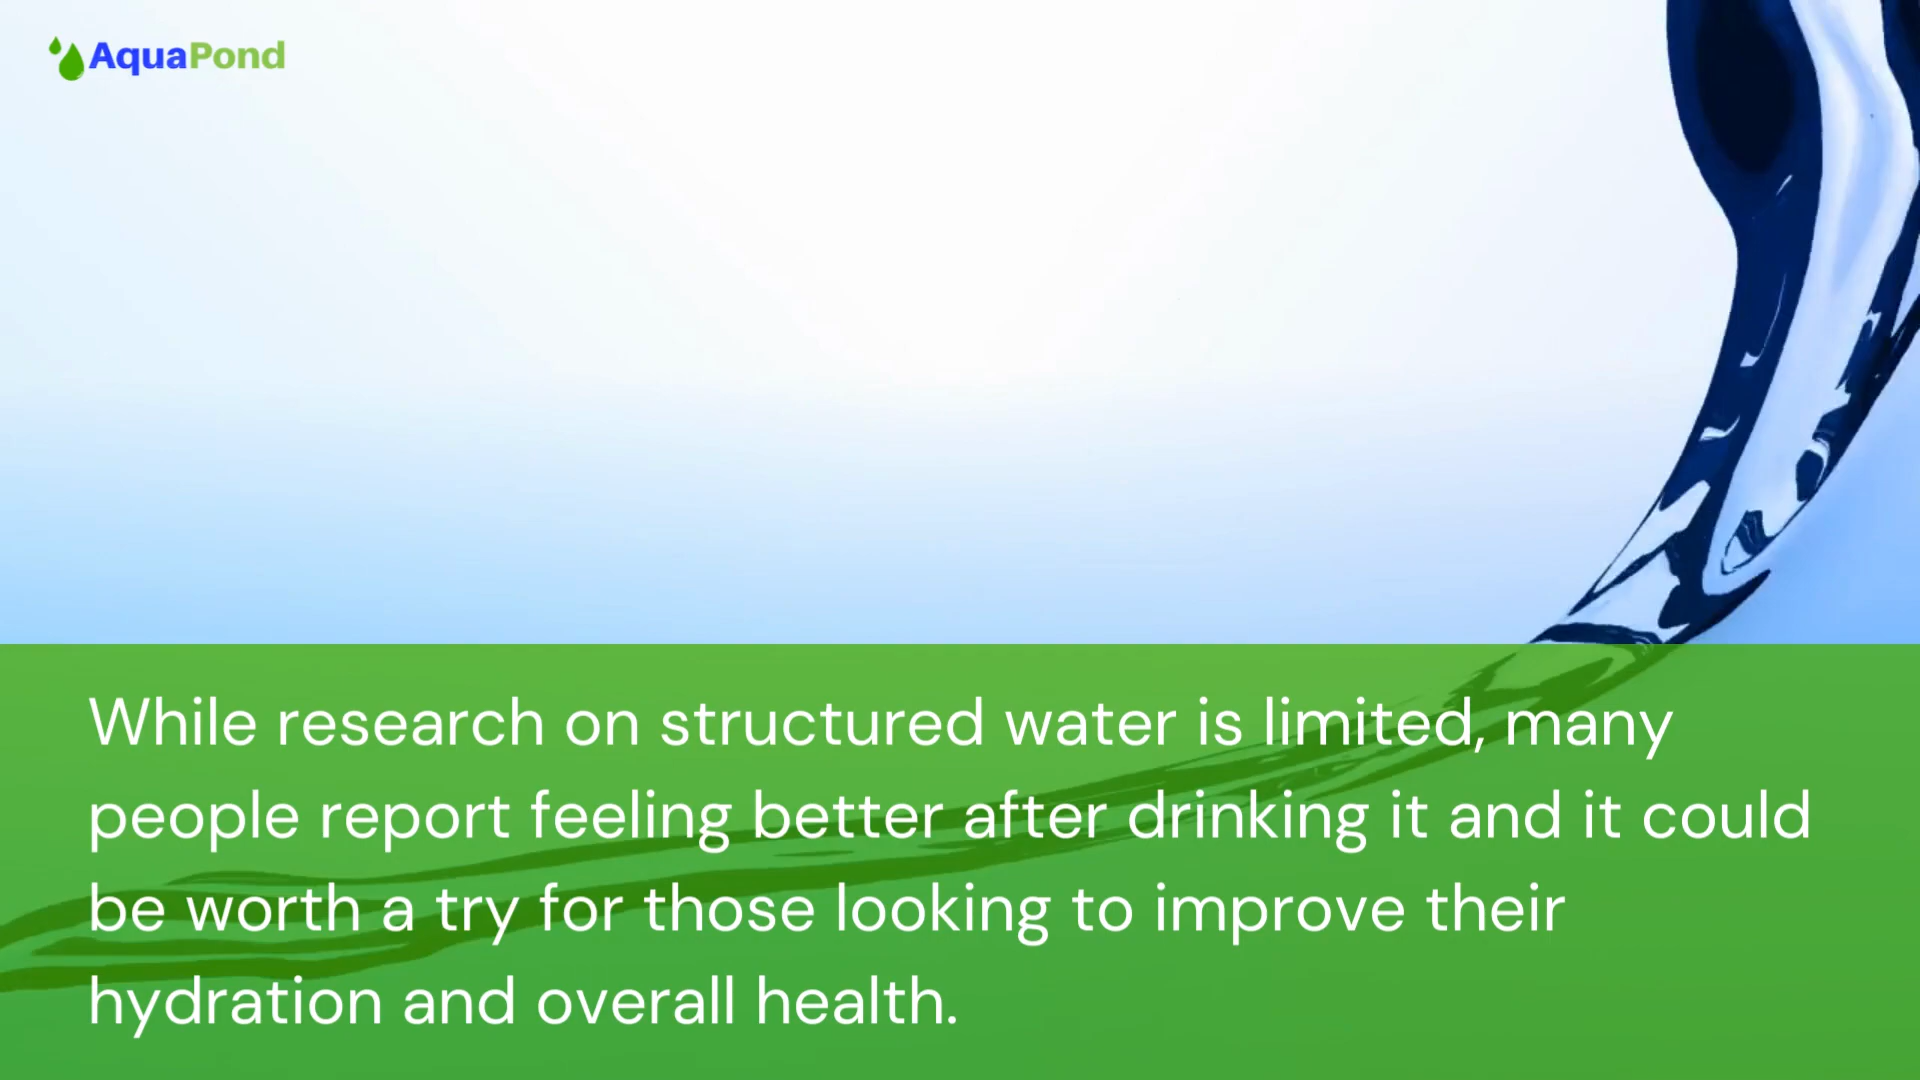 AquaPond
While research on structured water is limited, many
people report feeling better after drinking it and it could
be worth a try for those looking to improve their
hydration and overall health.